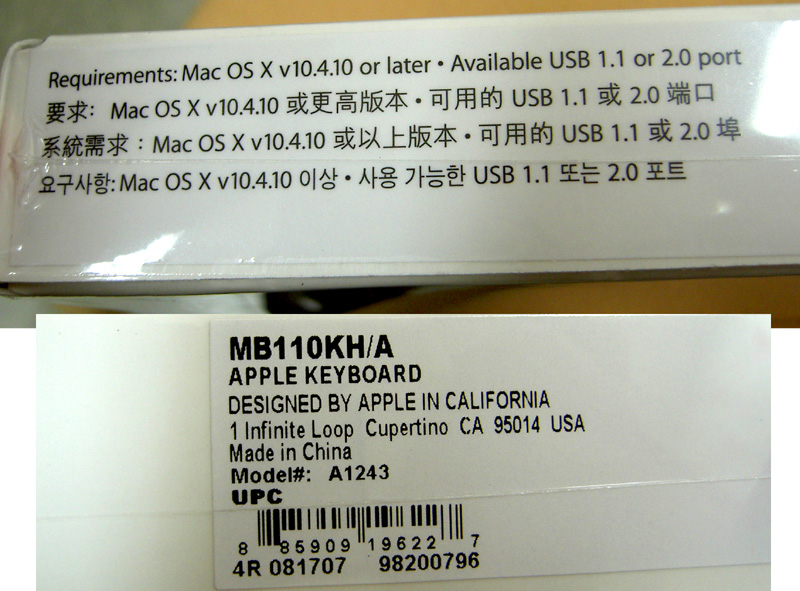 Requirements: Mac OS X v10.4.10 or later • Available USB 1.1 or 2.0 port
要求: Mac OS X v10.4.10 或更高版本 • 可用的 USB 1.1 或 2.0 端口
系統需求：Mac OS X v10.4.10 或以上版本 • 可用的 USB 1.1 或 2.0 埠
요구사항: Mac OS X v10.4.10 이상 • 사용 가능한 USB 1.1 또는 2.0 포트
MB110KH/A
APPLE KEYBOARD
DESIGNED BY APPLE IN CALIFORNIA
1 Infinite Loop Cupertino CA 95014 USA
Made in China
Model#: A1243
UPC
8 85909 19622 7
4R 081707 98200796